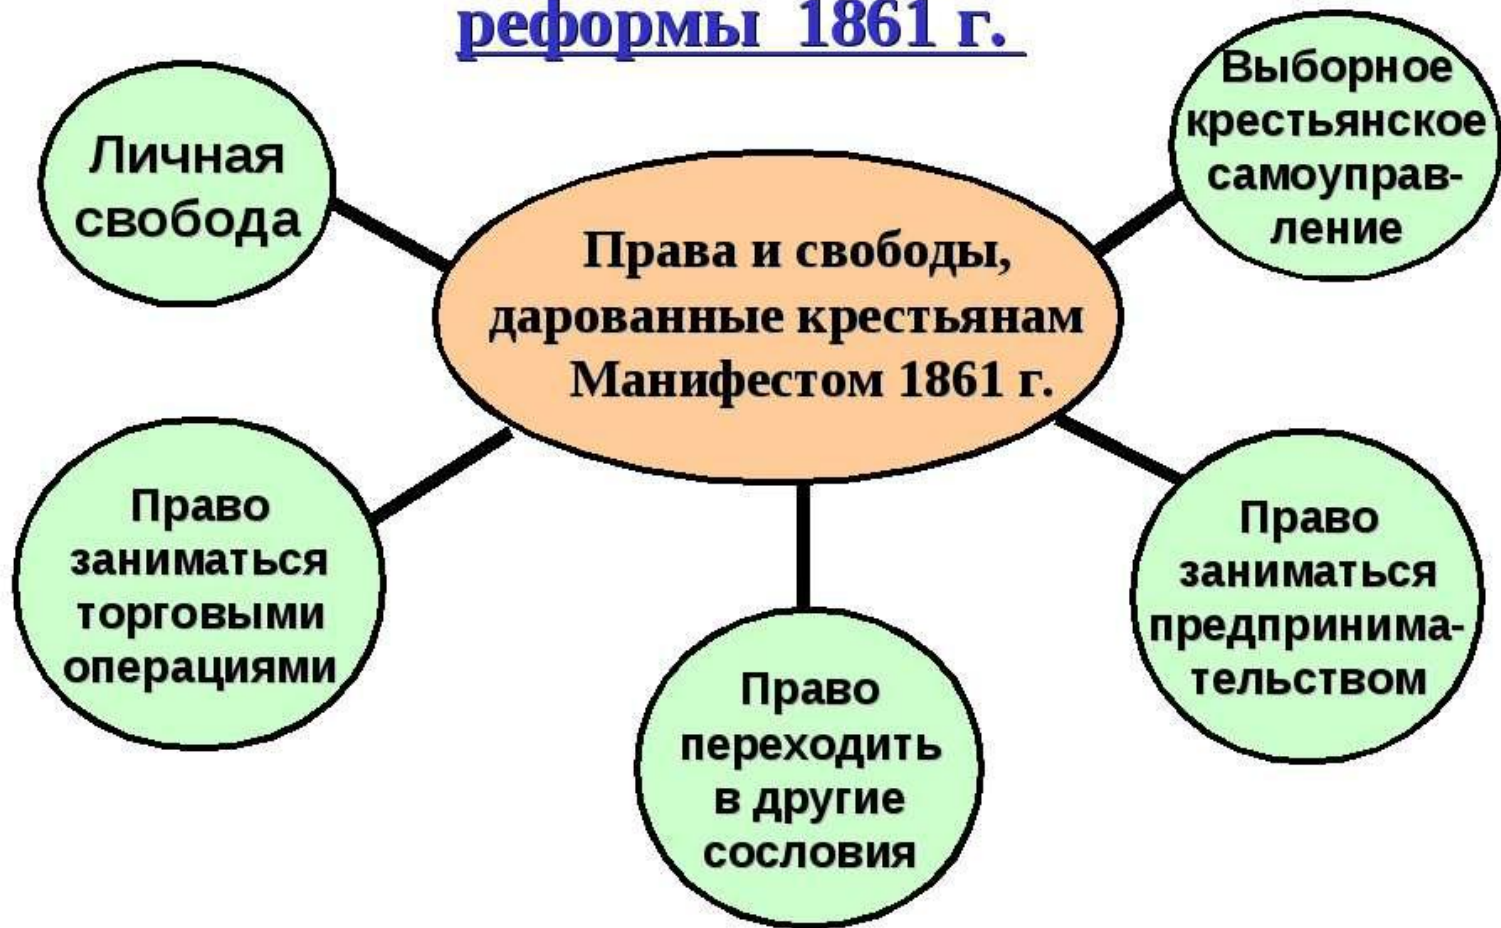 реформы 1861 г.
Личная
свобода
Выборное
крестьянское
самоуправ-
ление
Права и свободы,
дарованные крестьянам
Манифестом 1861 г.
Право
заниматься
торговыми
операциями
Право
переходить
в другие
сословия
Право
заниматься
предпринима-
тельством